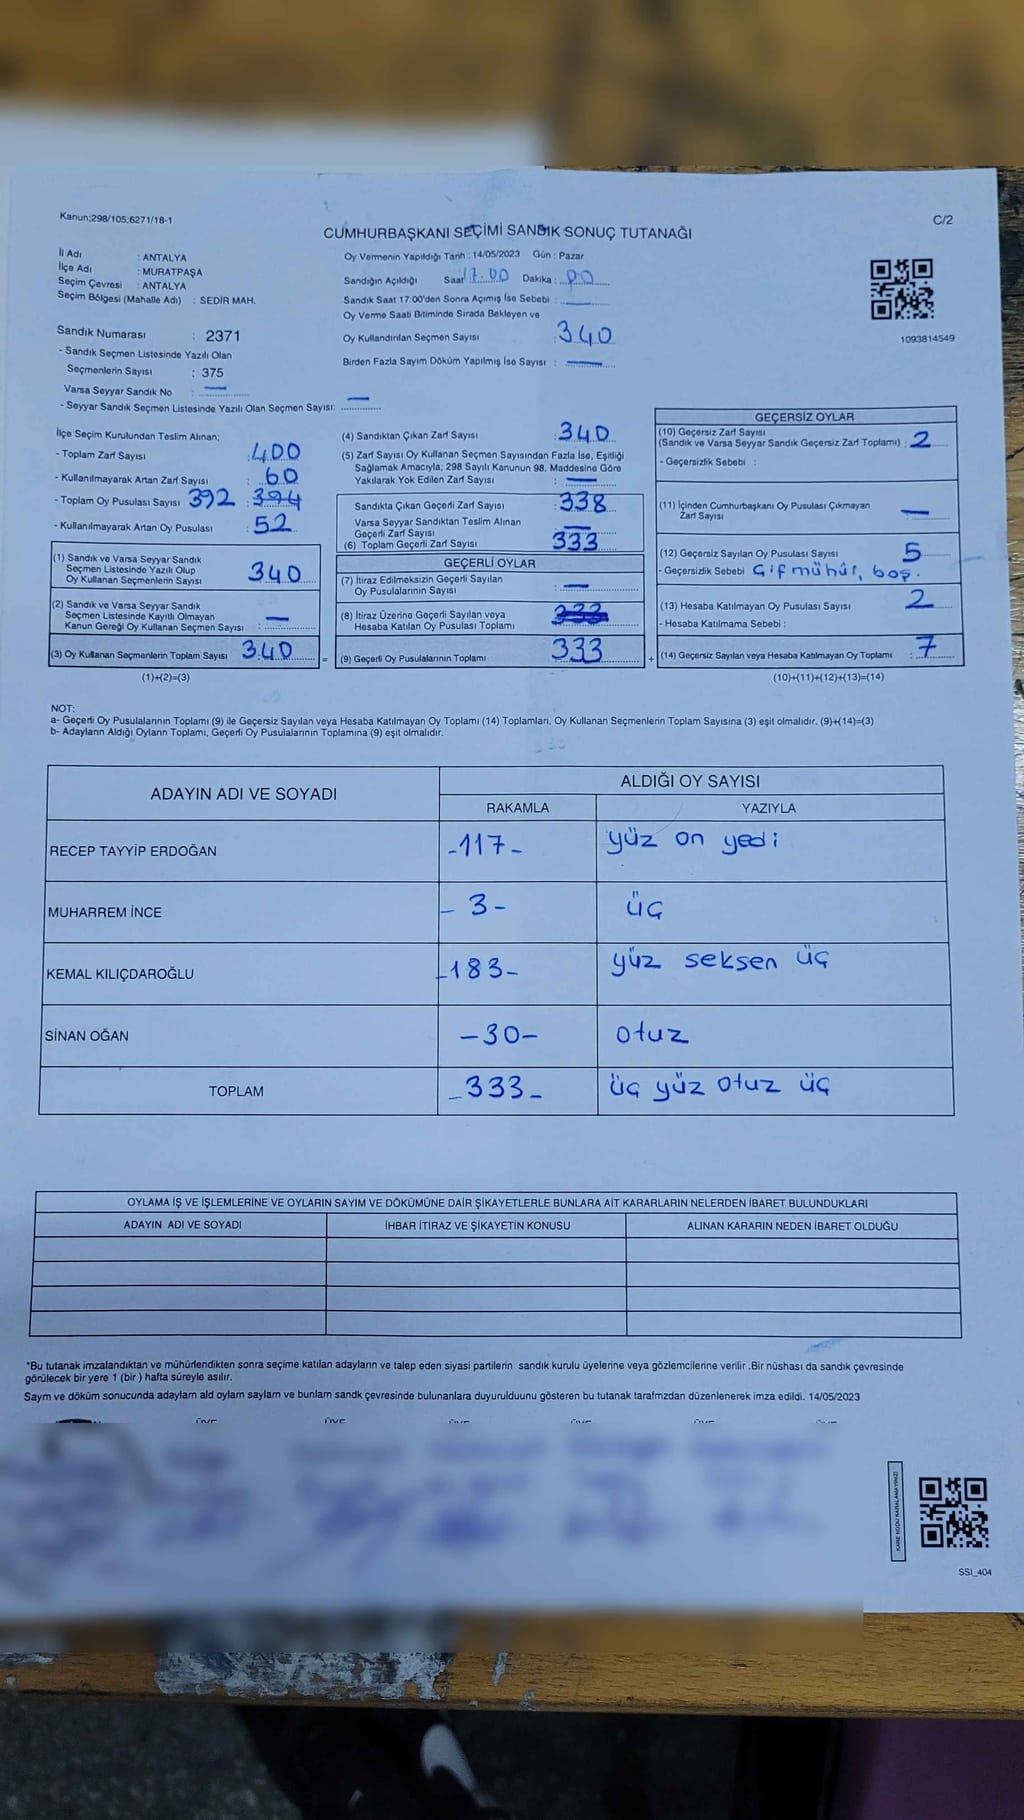 Kanun;298/105;6271/18-1
C/2
CUMHURBAŞKANI SEÇİMİ SANDIK SONUÇ TUTANAĞI
İl Adı : ANTALYA
İlçe Adı : MURATPAŞA
Seçim Çevresi : ANTALYA
Seçim Bölgesi (Mahalle Adı) : SEDİR MAH.
Oy Vermenin Yapıldığı Tarih : 14/05/2023 Gün : Pazar
Sandığın Açıldığı Saat 17.00 Dakika : 00
Sandık Saat 17:00'den Sonra Açımış İse Sebebi :
Oy Verme Saati Bitiminde Sırada Bekleyen ve
Oy Kullandırılan Seçmen Sayısı : 340
Birden Fazla Sayım Döküm Yapılmış İse Sayısı : —
1093814549
Sandık Numarası : 2371
- Sandık Seçmen Listesinde Yazılı Olan
Seçmenlerin Sayısı : 375
Varsa Seyyar Sandık No : —
- Seyyar Sandık Seçmen Listesinde Yazılı Olan Seçmen Sayısı: —
İlçe Seçim Kurulundan Teslim Alınan;
- Toplam Zarf Sayısı : 400
- Kullanılmayarak Artan Zarf Sayısı : 60
- Toplam Oy Pusulası Sayısı 392 : 394
- Kullanılmayarak Artan Oy Pusulası : 52
(1) Sandık ve Varsa Seyyar Sandık
Seçmen Listesinde Yazılı Olup
Oy Kullanan Seçmenlerin Sayısı 340
(2) Sandık ve Varsa Seyyar Sandık
Seçmen Listesinde Kayıtlı Olmayan
Kanun Gereği Oy Kullanan Seçmen Sayısı : —
(3) Oy Kullanan Seçmenlerin Toplam Sayısı 340
(1)+(2)=(3)
=
(4) Sandıktan Çıkan Zarf Sayısı : 340
(5) Zarf Sayısı Oy Kullanan Seçmen Sayısından Fazla İse, Eşitliği
Sağlamak Amacıyla; 298 Sayılı Kanunun 98. Maddesine Göre
Yakılarak Yok Edilen Zarf Sayısı : —
Sandıkta Çıkan Geçerli Zarf Sayısı : 338
Varsa Seyyar Sandıktan Teslim Alınan
Geçerli Zarf Sayısı : —
(6) Toplam Geçerli Zarf Sayısı 333
GEÇERLİ OYLAR
(7) İtiraz Edilmeksizin Geçerli Sayılan
Oy Pusulalarının Sayısı : —
(8) İtiraz Üzerine Geçerli Sayılan veya
Hesaba Katılan Oy Pusulası Toplamı
(9) Geçerli Oy Pusulalarının Toplamı 333
+
GEÇERSİZ OYLAR
(10) Geçersiz Zarf Sayısı
(Sandık ve Varsa Seyyar Sandık Geçersiz Zarf Toplamı) : 2
- Geçersizlik Sebebi :
(11) İçinden Cumhurbaşkanı Oy Pusulası Çıkmayan
Zarf Sayısı —
(12) Geçersiz Sayılan Oy Pusulası Sayısı 5
- Geçersizlik Sebebi Çif mühür, boş.
(13) Hesaba Katılmayan Oy Pusulası Sayısı 2
- Hesaba Katılmama Sebebi :
(14) Geçersiz Sayılan veya Hesaba Katılmayan Oy Toplamı : 7
(10)+(11)+(12)+(13)=(14)
NOT:
a- Geçerli Oy Pusulalarının Toplamı (9) ile Geçersiz Sayılan veya Hesaba Katılmayan Oy Toplamı (14) Toplamları, Oy Kullanan Seçmenlerin Toplam Sayısına (3) eşit olmalıdır. (9)+(14)=(3)
b- Adayların Aldığı Oyların Toplamı, Geçerli Oy Pusulalarının Toplamına (9) eşit olmalıdır.
ADAYIN ADI VE SOYADI ALDIĞI OY SAYISI
RAKAMLA YAZIYLA
RECEP TAYYİP ERDOĞAN -117- yüz on yedi
MUHARREM İNCE - 3 - üç
KEMAL KILIÇDAROĞLU -183- yüz seksen üç
SİNAN OĞAN -30- otuz
TOPLAM -333- üç yüz otuz üç
OYLAMA İŞ VE İŞLEMLERİNE VE OYLARIN SAYIM VE DÖKÜMÜNE DAİR ŞİKAYETLERLE BUNLARA AİT KARARLARIN NELERDEN İBARET BULUNDUKLARI
ADAYIN ADI VE SOYADI İHBAR İTİRAZ VE ŞİKAYETİN KONUSU ALINAN KARARIN NEDEN İBARET OLDUĞU
*Bu tutanak imzalandıktan ve mühürlendikten sonra seçime katılan adayların ve talep eden siyasi partilerin sandık kurulu üyelerine veya gözlemcilerine verilir .Bir nüshası da sandık çevresinde
görülecek bir yere 1 (bir ) hafta süreyle asılır.
Saym ve döküm sonucunda adaylam ald oylam saylarn ve bunlarn sandk çevresinde bulunanlara duyurulduunu gösteren bu tutanak tarafmzdan düzenlenerek imza edildi. 14/05/2023
KARE KODU KARALAMAYINIZ!
SSI_404